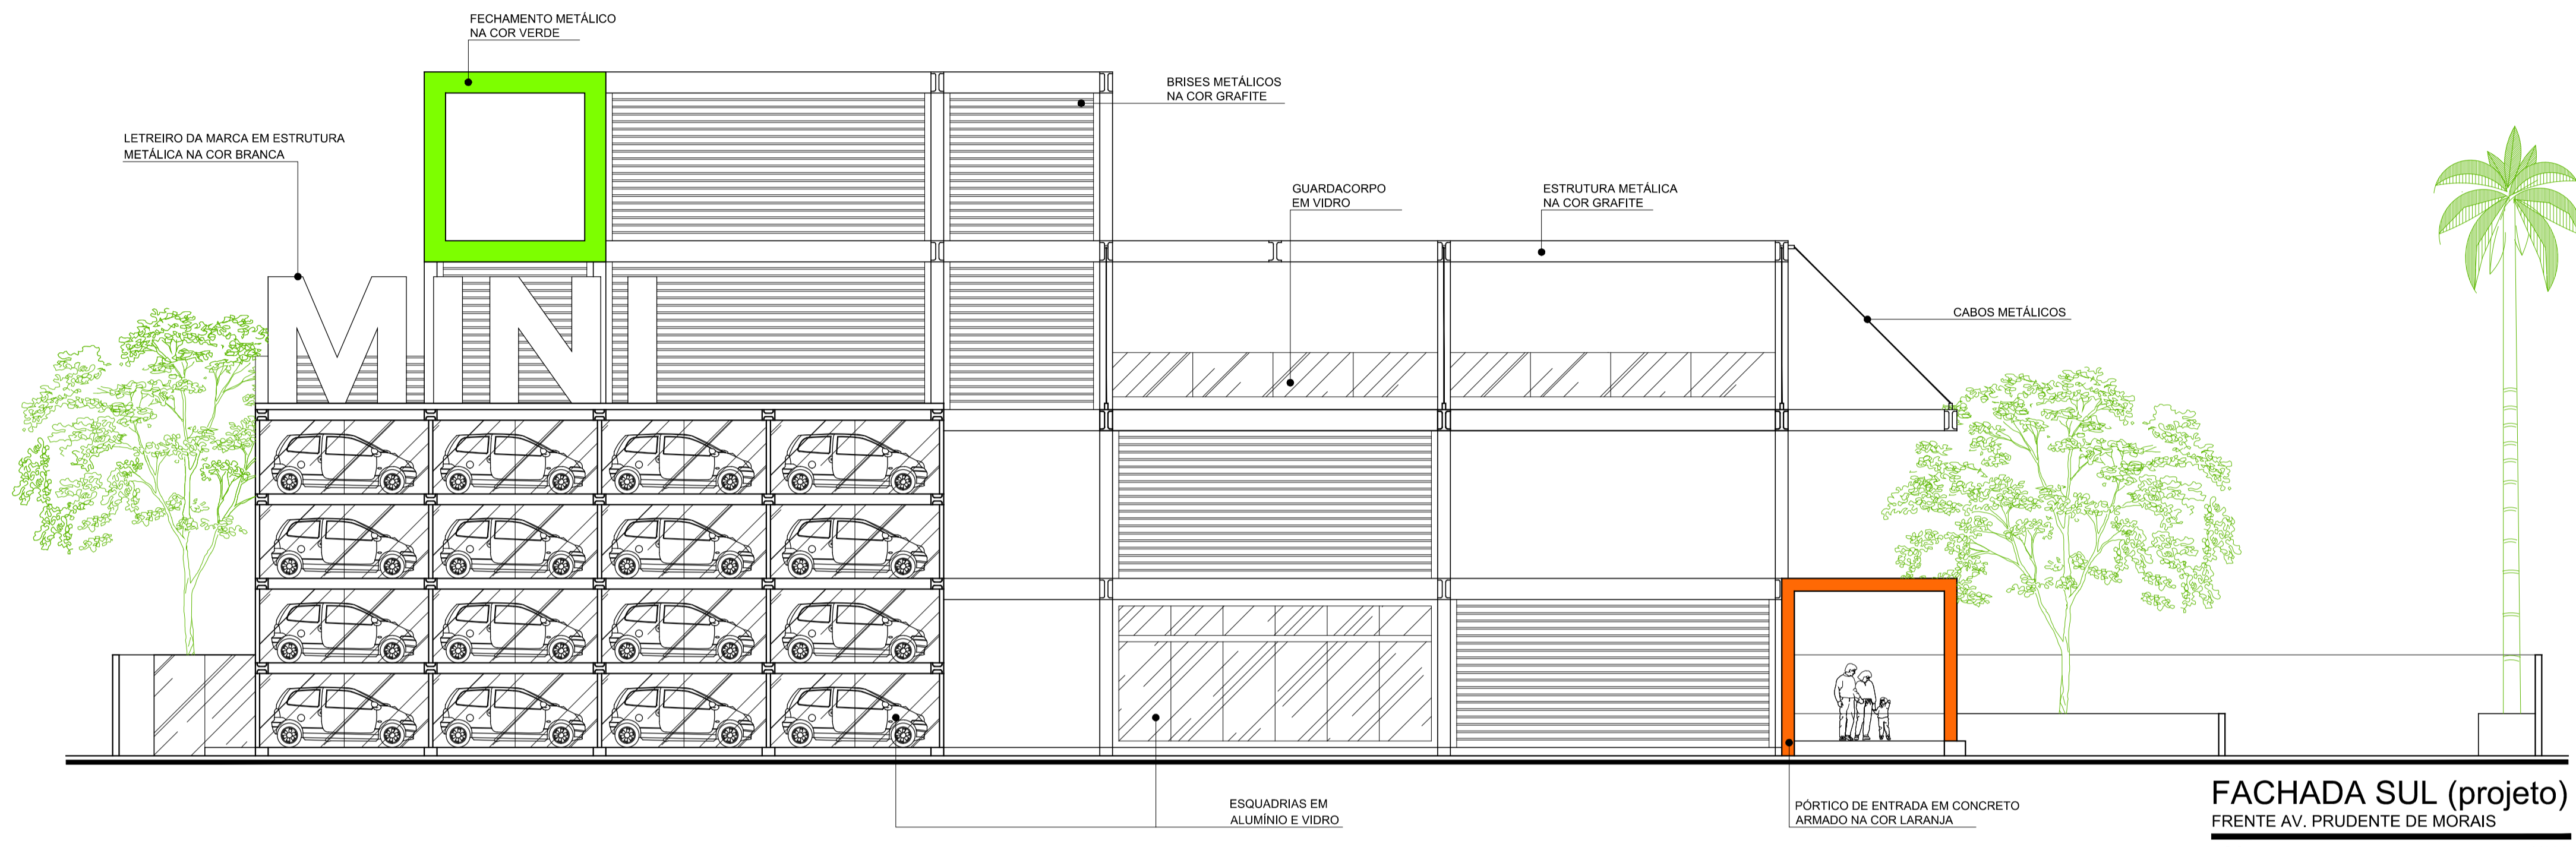 FECHAMENTO METÁLICO
NA COR VERDE
BRISES METÁLICOS
NA COR GRAFITE
LETREIRO DA MARCA EM ESTRUTURA
METÁLICA NA COR BRANCA
GUARDACORPO
EM VIDRO
ESTRUTURA METÁLICA
NA COR GRAFITE
CABOS METÁLICOS
MINI
ESQUADRIAS EM
ALUMÍNIO E VIDRO
PÓRTICO DE ENTRADA EM CONCRETO
ARMADO NA COR LARANJA
FACHADA SUL (projeto)
FRENTE AV. PRUDENTE DE MORAIS